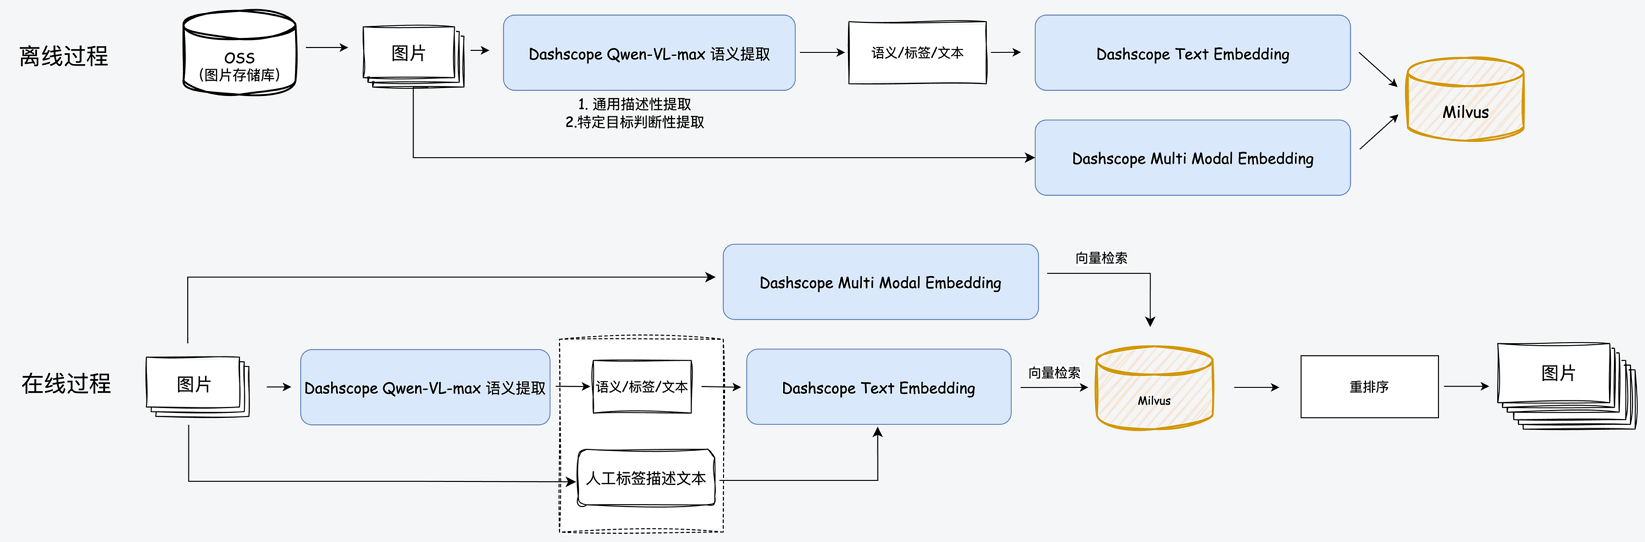 离线过程
OSS
(图片存储库)
图片
Dashscope Qwen-VL-max 语义提取
1. 通用描述性提取
2.特定目标判断性提取
语义/标签/文本
Dashscope Text Embedding
Dashscope Multi Modal Embedding
Milvus
在线过程
图片
Dashscope Multi Modal Embedding
向量检索
Dashscope Qwen-VL-max 语义提取
语义/标签/文本
人工标签描述文本
Dashscope Text Embedding
向量检索
Milvus
重排序
图片